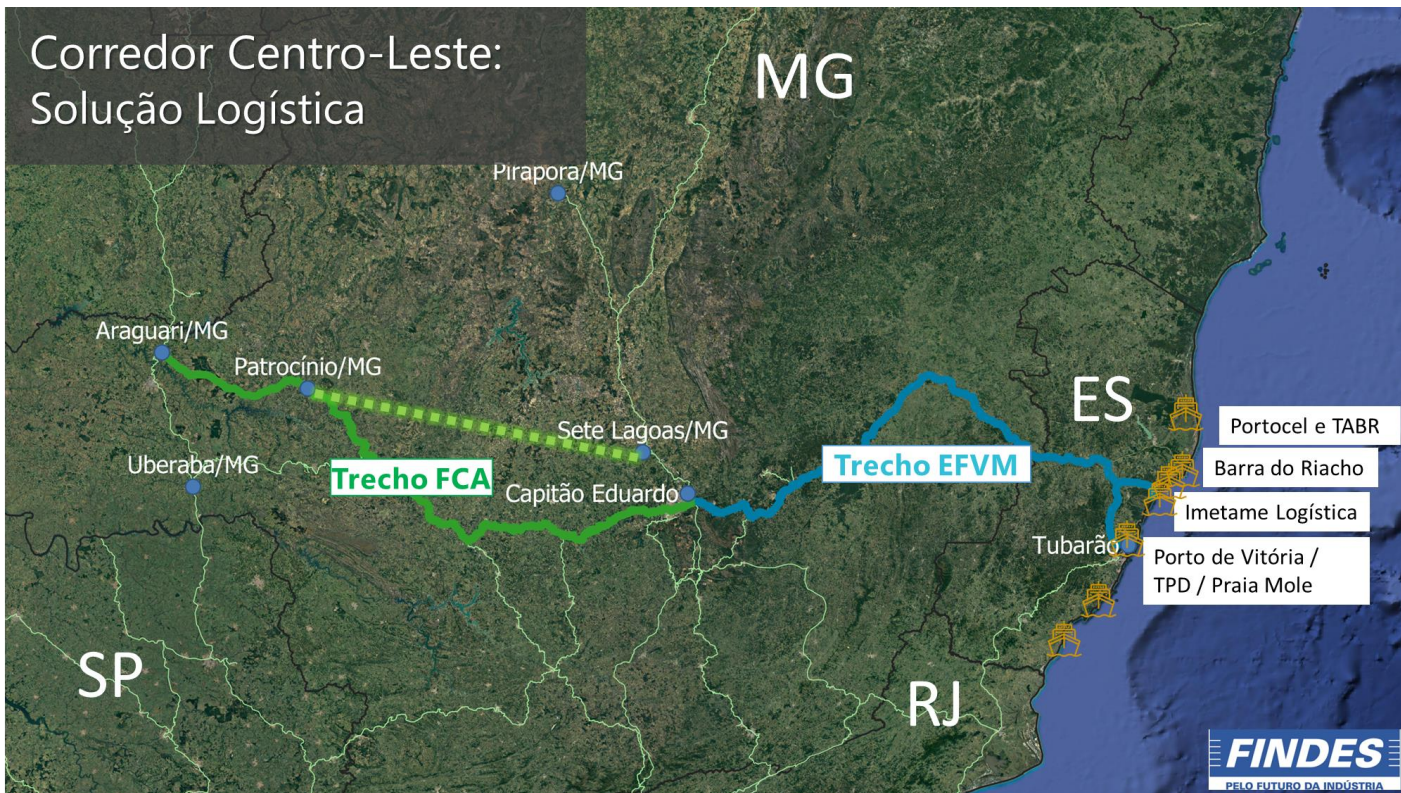 Corredor Centro-Leste:
Solução Logística
MG
Pirapora/MG
Araguari/MG
Patrocínio/MG
Sete Lagoas/MG
ES
Portocel e TABR
Uberaba/MG
Trecho FCA
Capitão Eduardo
Trecho EFVM
Barra do Riacho
Imetame Logística
Tubarão
Porto de Vitória /
TPD / Praia Mole
SP
RJ
FINDES
PELO FUTURO DA INDÚSTRIA